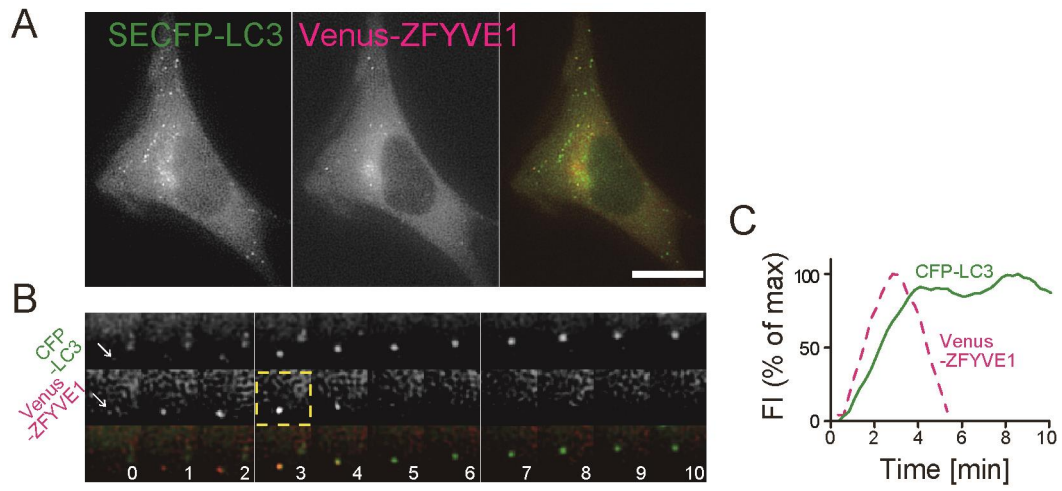 A
SECFP-LC3
Venus-ZFYVE1
B
CFP
-LC3
Venus
-ZFYVE1
0 1 2 3 4 5 6 7 8 9 10
C
FI (% of max)
100
50
0
CFP-LC3
Venus
-ZFYVE1
0 2 4 6 8 10
Time [min]